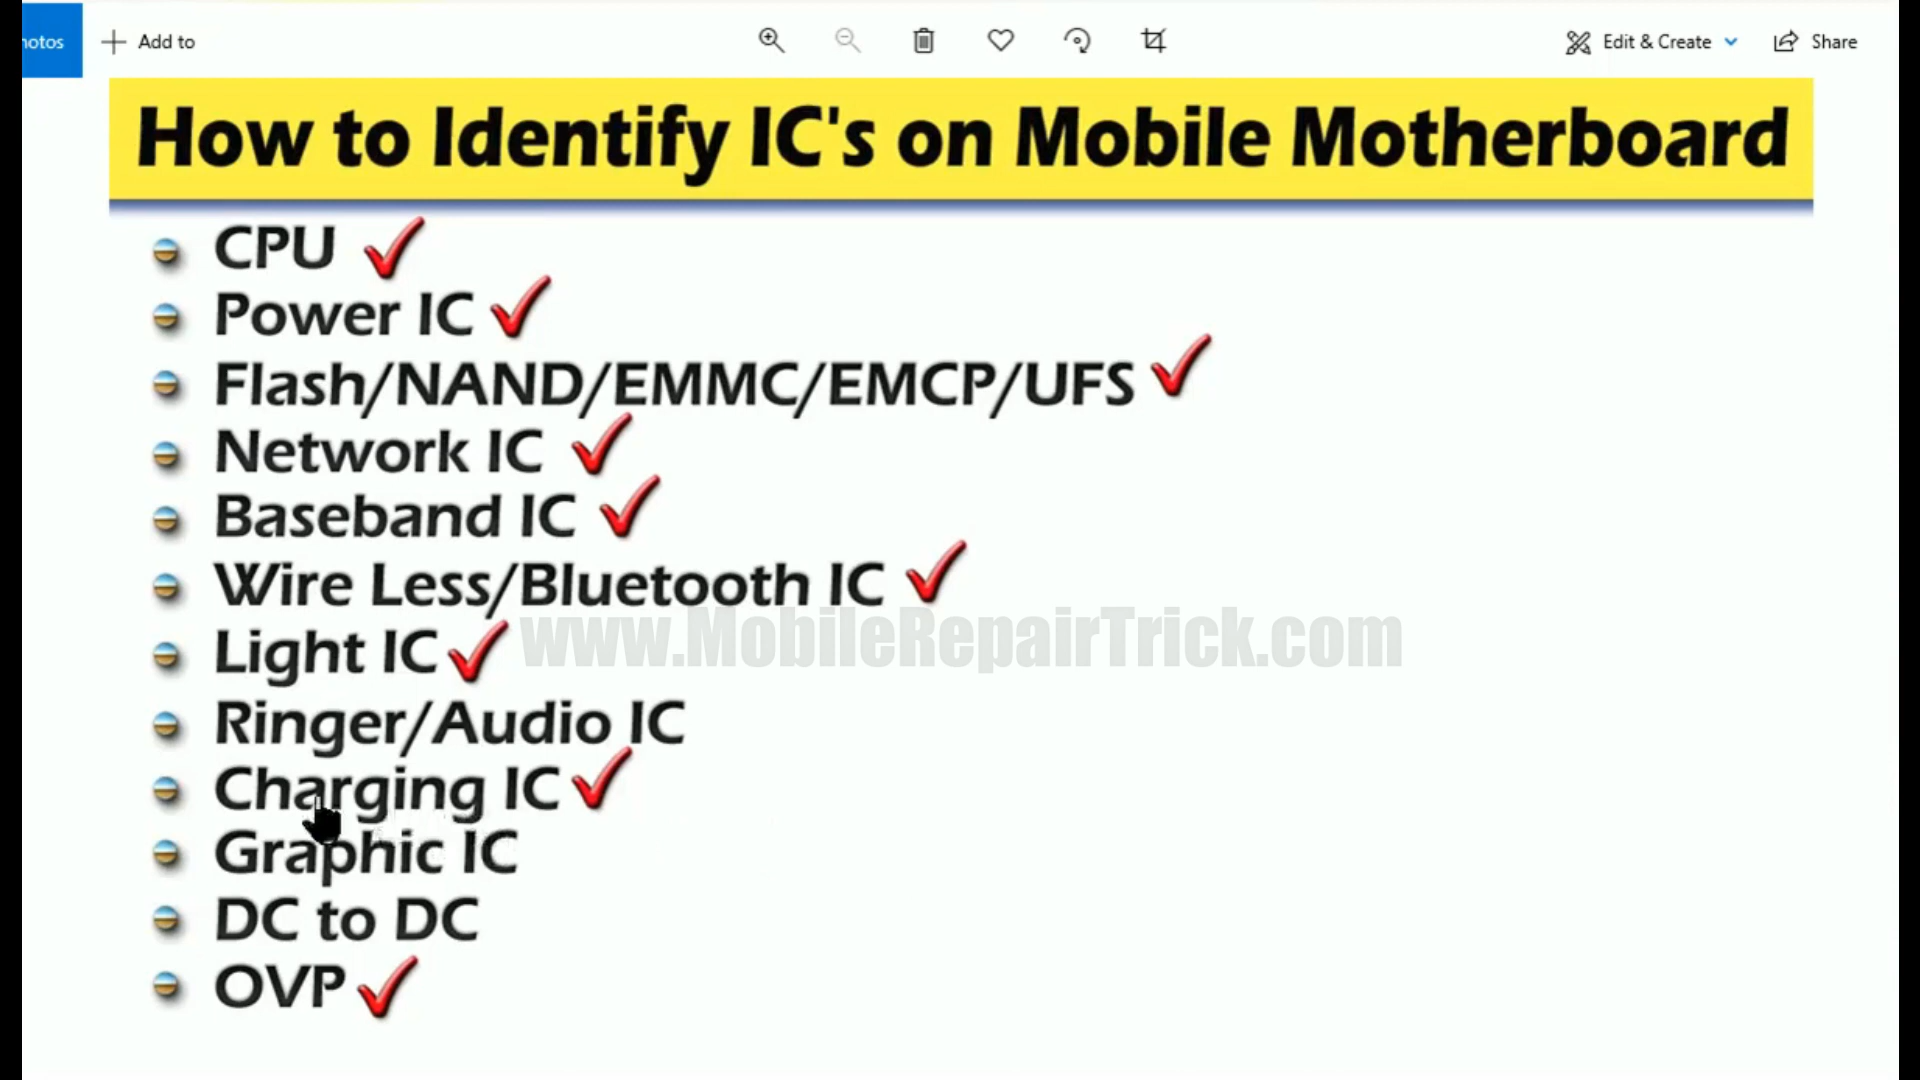 otos
Add to
Edit & Create
Share
How to Identify IC's on Mobile Motherboard
CPU
Power IC
Flash/NAND/EMMC/EMCP/UFS
Network IC
Baseband IC
Wire Less/Bluetooth IC
www.MobileRepairTrick.com
Light IC
Ringer/Audio IC
Charging IC
Graphic IC
DC to DC
OVP